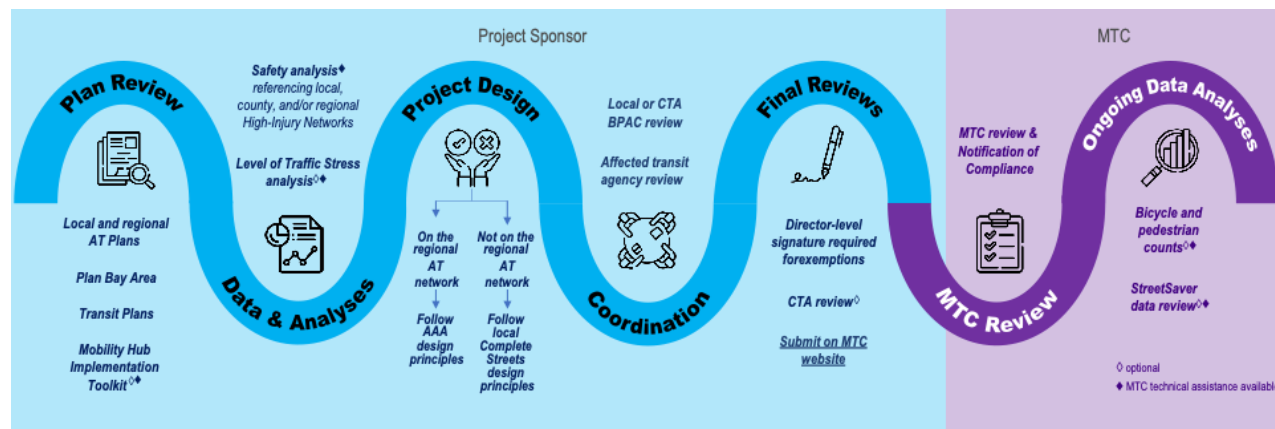 Project Sponsor
MTC
Plan Review
Local and regional
AT Plans
Plan Bay Area
Transit Plans
Mobility Hub
Implementation
Toolkit◊♦
Safety analysis♦
referencing local,
county, and/or regional
High-Injury Networks
Level of Traffic Stress
analysis◊♦
Data & Analyses
Project Design
On the
regional
AT
network
Follow
AAA
design
principles
Not on the
regional
AT
network
Follow
local
Complete
Streets
design
principles
Local or CTA
BPAC review
Affected transit
agency review
Coordination
Final Reviews
Director-level
signature required
forexemptions
CTA review◊
Submit on MTC
website
MTC review &
Notification of
Compliance
MTC Review
Ongoing Data Analyses
Bicycle and
pedestrian
counts◊♦
StreetSaver
data review◊♦
◊ optional
♦ MTC technical assistance available